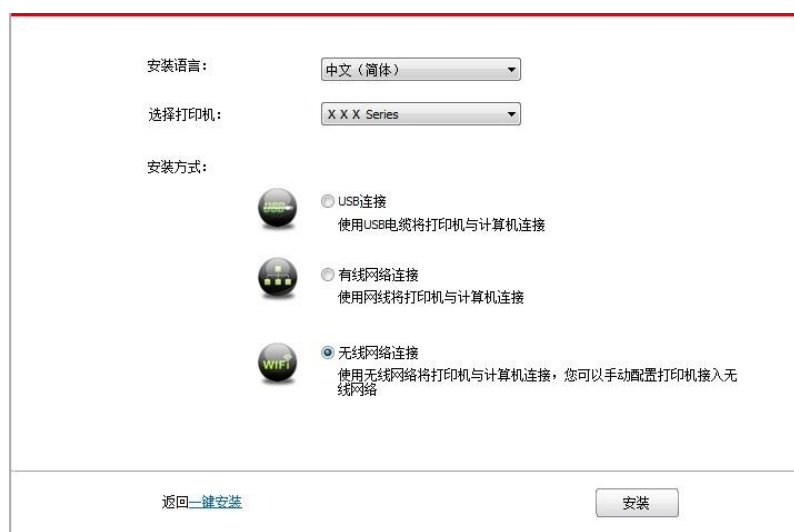 安装语言：
中文（简体）
选择打印机：
X X X Series
安装方式：
USB
USB连接
使用USB电缆将打印机与计算机连接
有线网络连接
使用网线将打印机与计算机连接
WiFi
无线网络连接
使用无线网络将打印机与计算机连接，您可以手动配置打印机接入无
线网络
返回一键安装
安装